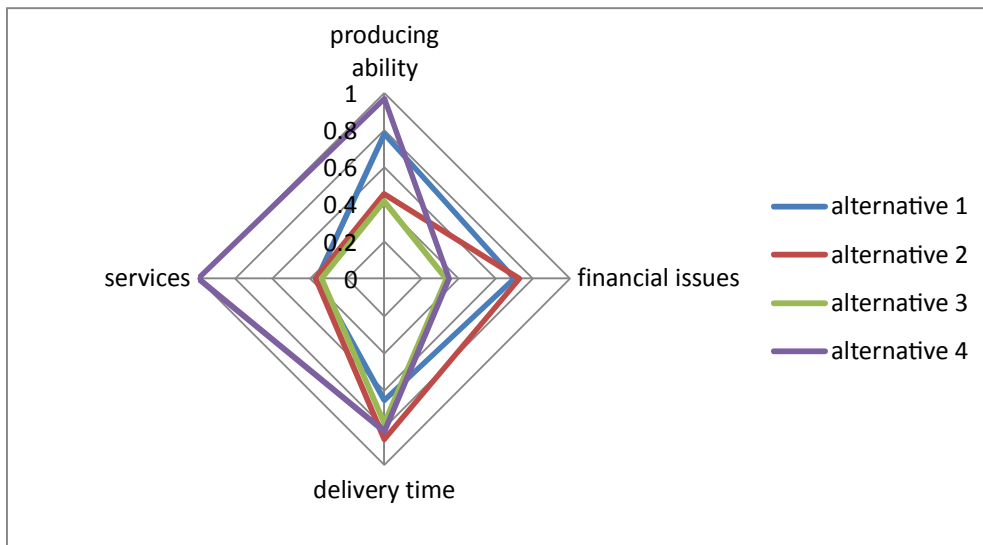 producing
ability
1
0.8
0.6
0.4
0.2
0
services
financial issues
delivery time
alternative 1
alternative 2
alternative 3
alternative 4